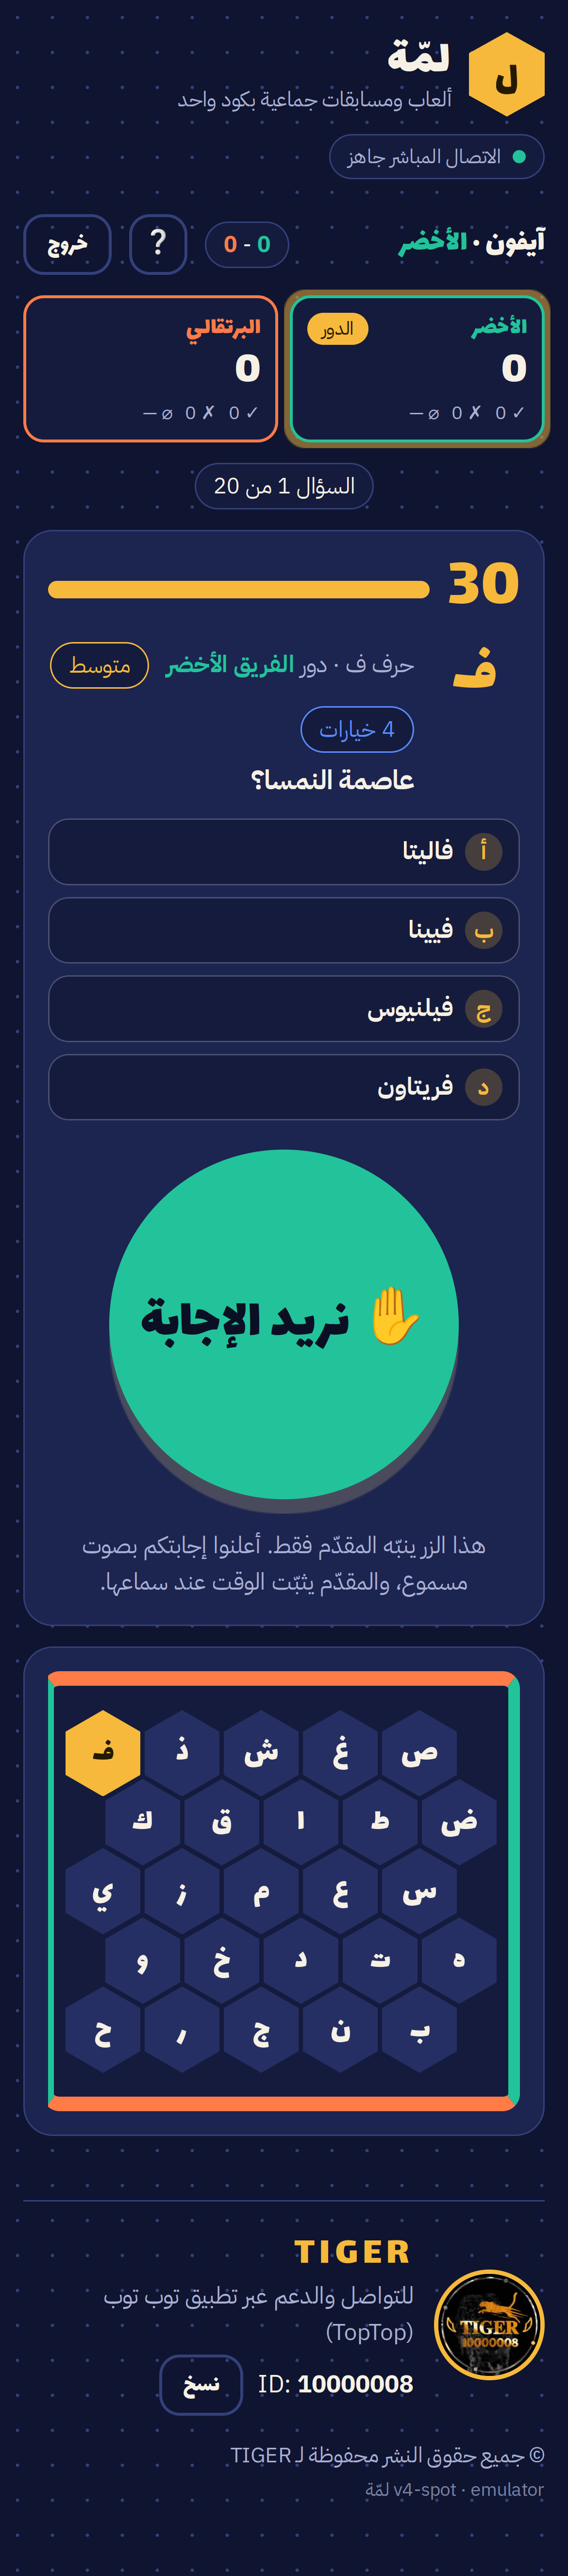 ل
لمّة
ألعاب ومسابقات جماعية بكود واحد
الاتصال المباشر جاهز
آيفون · الأخضر
0 - 0
?
خروج
الأخضر
الدور
0
✓ 0 ✗ 0 ⌀ —
البرتقالي
0
✓ 0 ✗ 0 ⌀ —
السؤال 1 من 20
30
ف
حرف ف · دور الفريق الأخضر
متوسط
4 خيارات
عاصمة النمسا؟
أ فاليتا
ب فيينا
ج فيلنيوس
د فريتاون
✋ نريد الإجابة
هذا الزر ينبّه المقدّم فقط. أعلنوا إجابتكم بصوت
مسموع، والمقدّم يثبّت الوقت عند سماعها.
ص غ ش ذ ف
ض ط ا ق ك
س ع م ز ي
ه ت د خ و
ب ن ج ر ح
TIGER
10000008
TIGER
للتواصل والدعم عبر تطبيق توب توب
(TopTop)
ID: 10000008
نسخ
© جميع حقوق النشر محفوظة لـ TIGER
لمّة v4-spot · emulator